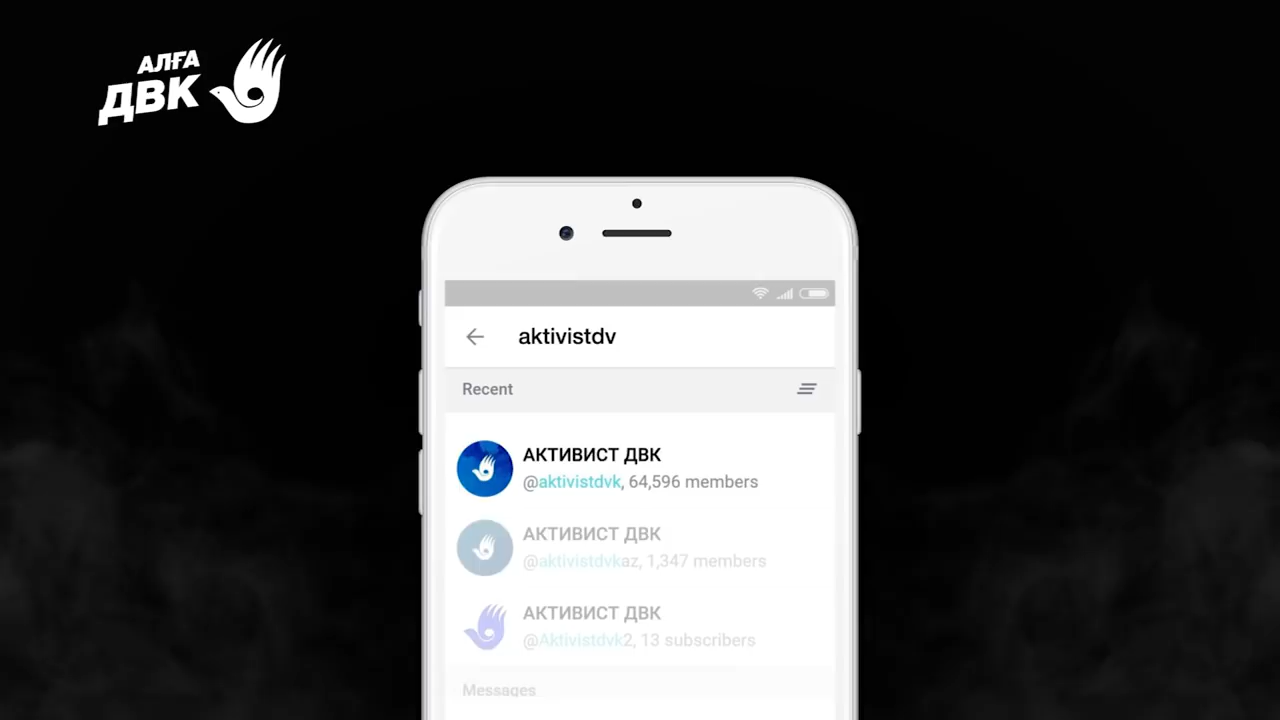 АЛҒА
ДВК
aktivistdv
Recent
АКТИВИСТ ДВК
@aktivistdvk, 64,596 members
АКТИВИСТ ДВК
@aktivistdvkaz, 1,347 members
АКТИВИСТ ДВК
@Aktivistdvk2, 13 subscribers
Messages